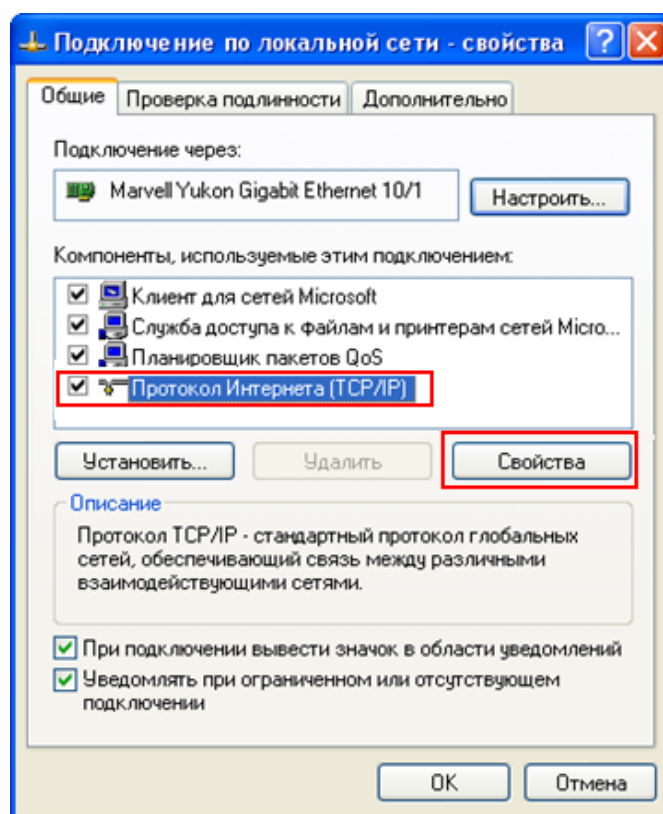 Подключение по локальной сети - свойства
Общие
Проверка подлинности
Дополнительно
Подключение через:
Marvell Yukon Gigabit Ethernet 10/1
Настроить...
Компоненты, используемые этим подключением:
Клиент для сетей Microsoft
Служба доступа к файлам и принтерам сетей Micro...
Планировщик пакетов QoS
Протокол Интернета (TCP/IP)
Установить...
Удалить
Свойства
Описание
Протокол TCP/IP - стандартный протокол глобальных
сетей, обеспечивающий связь между различными
взаимодействующими сетями.
При подключении вывести значок в области уведомлений
Уведомлять при ограниченном или отсутствующем
подключении
OK
Отмена